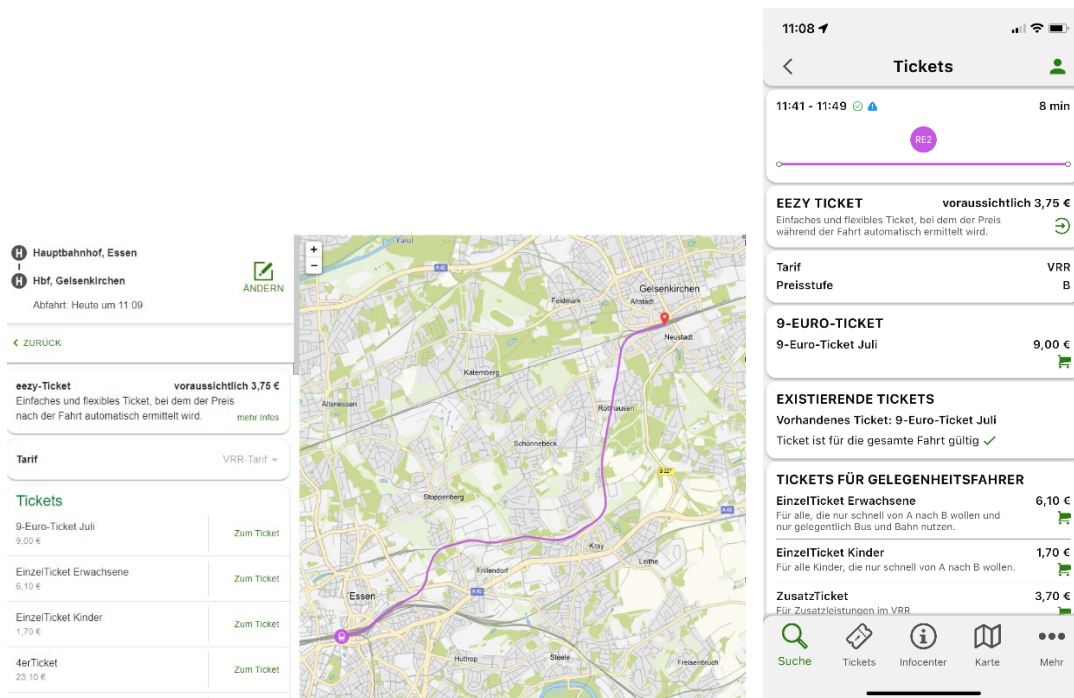 Hauptbahnhof, Essen
Hbf, Gelsenkirchen
ÄNDERN
Abfahrt: Heute um 11:09
ZURÜCK
eezy-Ticket voraussichtlich 3,75 €
Einfaches und flexibles Ticket, bei dem der Preis
nach der Fahrt automatisch ermittelt wird. mehr Infos
Tarif VRR-Tarif
Tickets
9-Euro-Ticket Juli
9,00 €
Zum Ticket
EinzelTicket Erwachsene
6,10 €
Zum Ticket
EinzelTicket Kinder
1,70 €
Zum Ticket
4erTicket
23,10 €
Zum Ticket
+
−
Kanal
A 42
Gelsenkirchen
Feldmark
Altstadt
Neustadt
Katernberg
Altenessen
Rotthausen
Schonnebeck
B 227
Stoppenberg
A 40
Kray
Leithe
Frillendorf
A 40
Essen
Huttrop
Steele
Freisenbruch
11:08
Tickets
11:41 - 11:49 8 min
RE2
EEZY TICKET voraussichtlich 3,75 €
Einfaches und flexibles Ticket, bei dem der Preis
während der Fahrt automatisch ermittelt wird.
Tarif VRR
Preisstufe B
9-EURO-TICKET
9-Euro-Ticket Juli 9,00 €
EXISTIERENDE TICKETS
Vorhandenes Ticket: 9-Euro-Ticket Juli
Ticket ist für die gesamte Fahrt gültig
TICKETS FÜR GELEGENHEITSFAHRER
EinzelTicket Erwachsene 6,10 €
Für alle, die nur schnell von A nach B wollen und
nur gelegentlich Bus und Bahn nutzen.
EinzelTicket Kinder 1,70 €
Für alle Kinder, die nur schnell von A nach B wollen.
ZusatzTicket 3,70 €
Für Zusatzleistungen im VRR
Suche Tickets Infocenter Karte Mehr